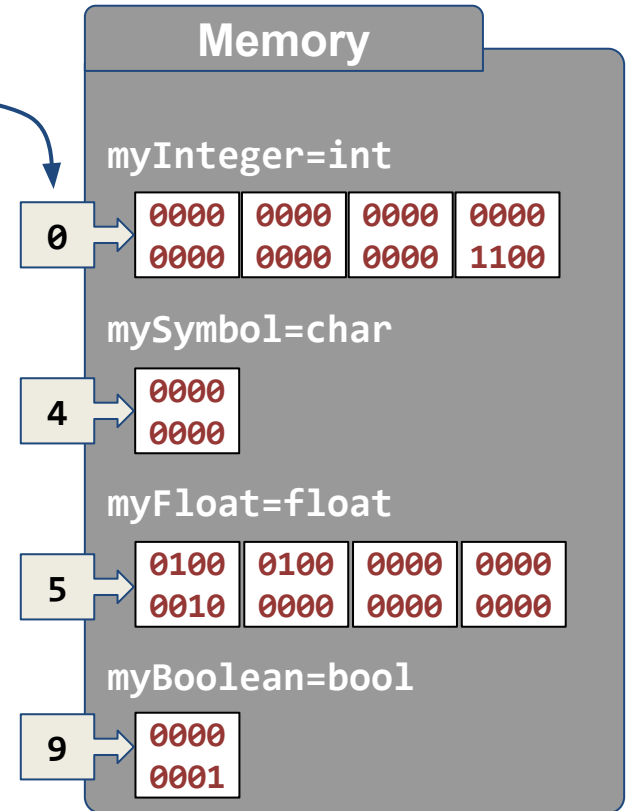 Memory
myInteger=int
0 0000 0000 0000 0000
0000 0000 0000 1100
mySymbol=char
4 0000
0000
myFloat=float
5 0100 0100 0000 0000
0010 0000 0000 0000
myBoolean=bool
9 0000
0001